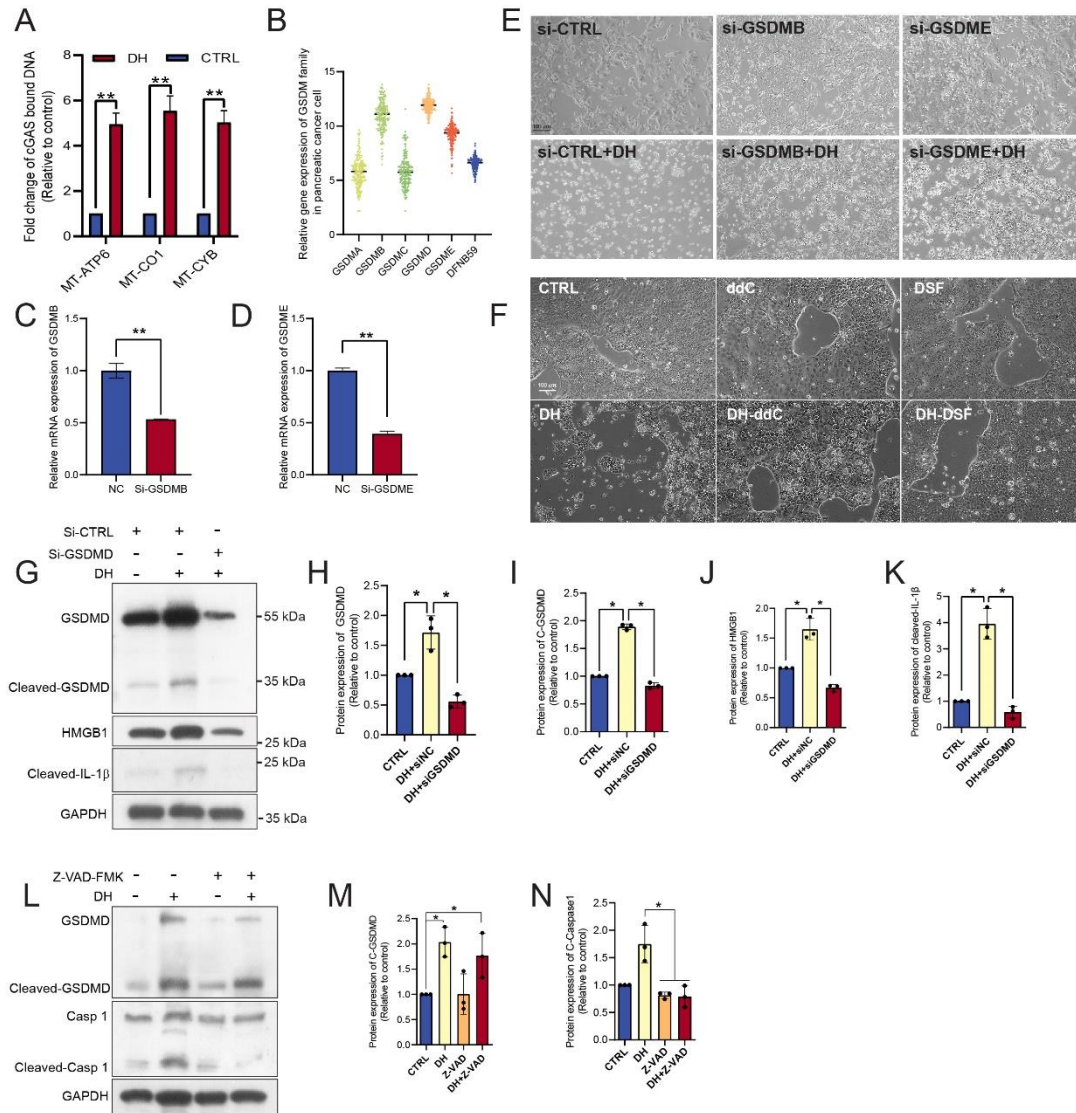 A
DH CTRL
Fold change of cGAS bound DNA
(Relative to control)
8
6
4
2
0
** ** **
MT-ATP6
MT-CO1
MT-CYB
B
Relative gene expression of GSDM family
in pancreatic cancer cell
20
15
10
5
0
GSDMA
GSDMB
GSDMC
GSDMD
GSDME
DFNB59
E
si-CTRL
si-GSDMB
si-GSDME
100 μm
si-CTRL+DH
si-GSDMB+DH
si-GSDME+DH
C
Relative mRNA expression of GSDMB
1.5
1.0
0.5
0.0
**
NC Si-GSDMB
D
Relative mRNA expression of GSDME
1.5
1.0
0.5
0.0
**
NC Si-GSDME
F
CTRL
ddC
DSF
100 μm
DH
DH-ddC
DH-DSF
G
Si-CTRL + + -
Si-GSDMD - - +
DH - + +
GSDMD
55 kDa
Cleaved-GSDMD
35 kDa
HMGB1
25 kDa
Cleaved-IL-1β
25 kDa
GAPDH
35 kDa
H
Protein expression of GSDMD
(Relative to control)
2.5
2.0
1.5
1.0
0.5
0.0
* *
CTRL
DH+siNC
DH+siGSDMD
I
Protein expression of C-GSDMD
(Relative to control)
2.5
2.0
1.5
1.0
0.5
0.0
* *
CTRL
DH+siNC
DH+siGSDMD
J
Protein expression of HMGB1
(Relative to control)
2.5
2.0
1.5
1.0
0.5
0.0
* *
CTRL
DH+siNC
DH+siGSDMD
K
Protein expression of cleaved-IL-1β
(Relative to control)
5
4
3
2
1
0
* *
CTRL
DH+siNC
DH+siGSDMD
L
Z-VAD-FMK - - + +
DH - + - +
GSDMD
Cleaved-GSDMD
Casp 1
Cleaved-Casp 1
GAPDH
M
Protein expression of C-GSDMD
(Relative to control)
2.5
2.0
1.5
1.0
0.5
0.0
* *
CTRL
DH
Z-VAD
DH+Z-VAD
N
Protein expression of C-Caspase1
(Relative to control)
2.5
2.0
1.5
1.0
0.5
0.0
*
CTRL
DH
Z-VAD
DH+Z-VAD